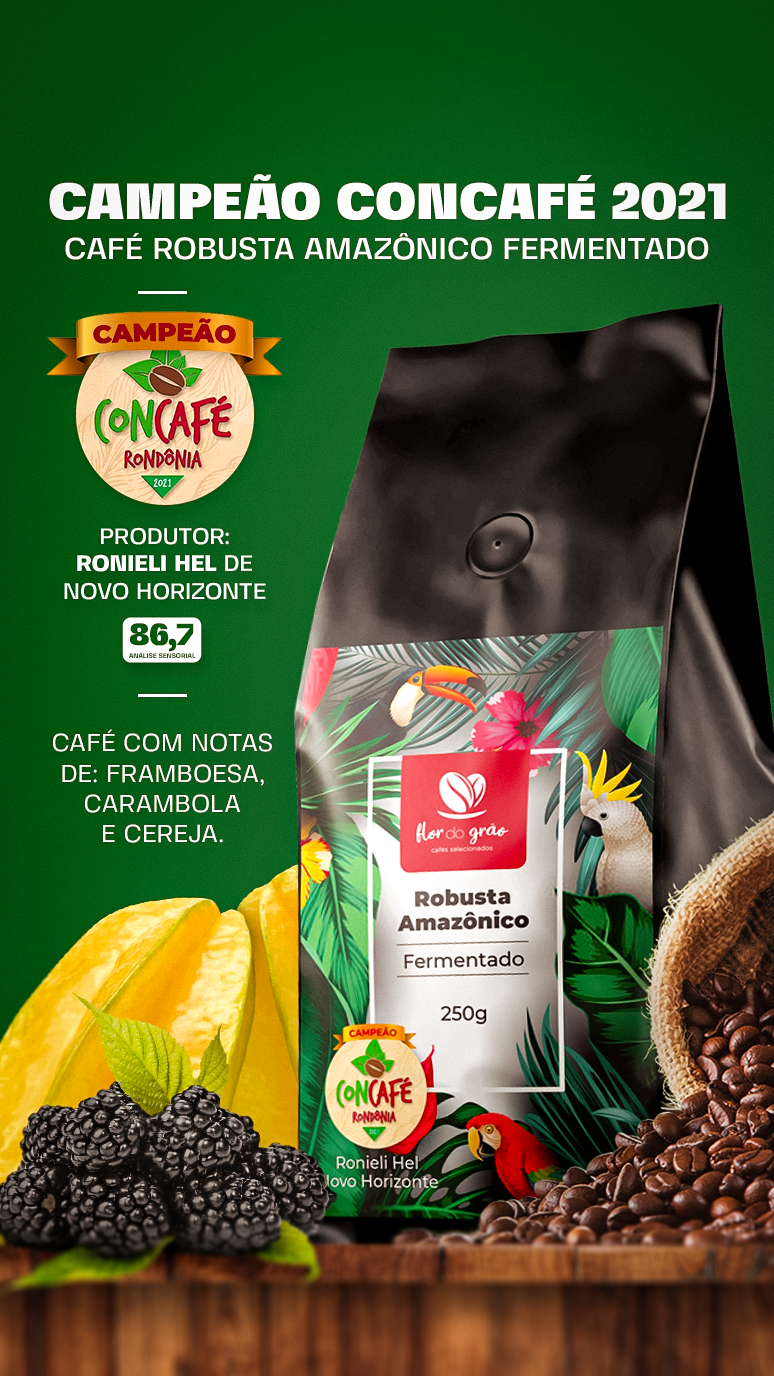 CAMPEÃO CONCAFÉ 2021
CAFÉ ROBUSTA AMAZÔNICO FERMENTADO
CAMPEÃO
CONCAFÉ
RONDÔNIA
2021
PRODUTOR:
RONIELI HEL DE
NOVO HORIZONTE
86,7
ANÁLISE SENSORIAL
CAFÉ COM NOTAS
DE: FRAMBOESA,
CARAMBOLA
E CEREJA.
flor do grão
cafés selecionados
Robusta
Amazônico
Fermentado
250g
CAMPEÃO
CONCAFÉ
RONDÔNIA
Ronieli Hel
ovo Horizonte